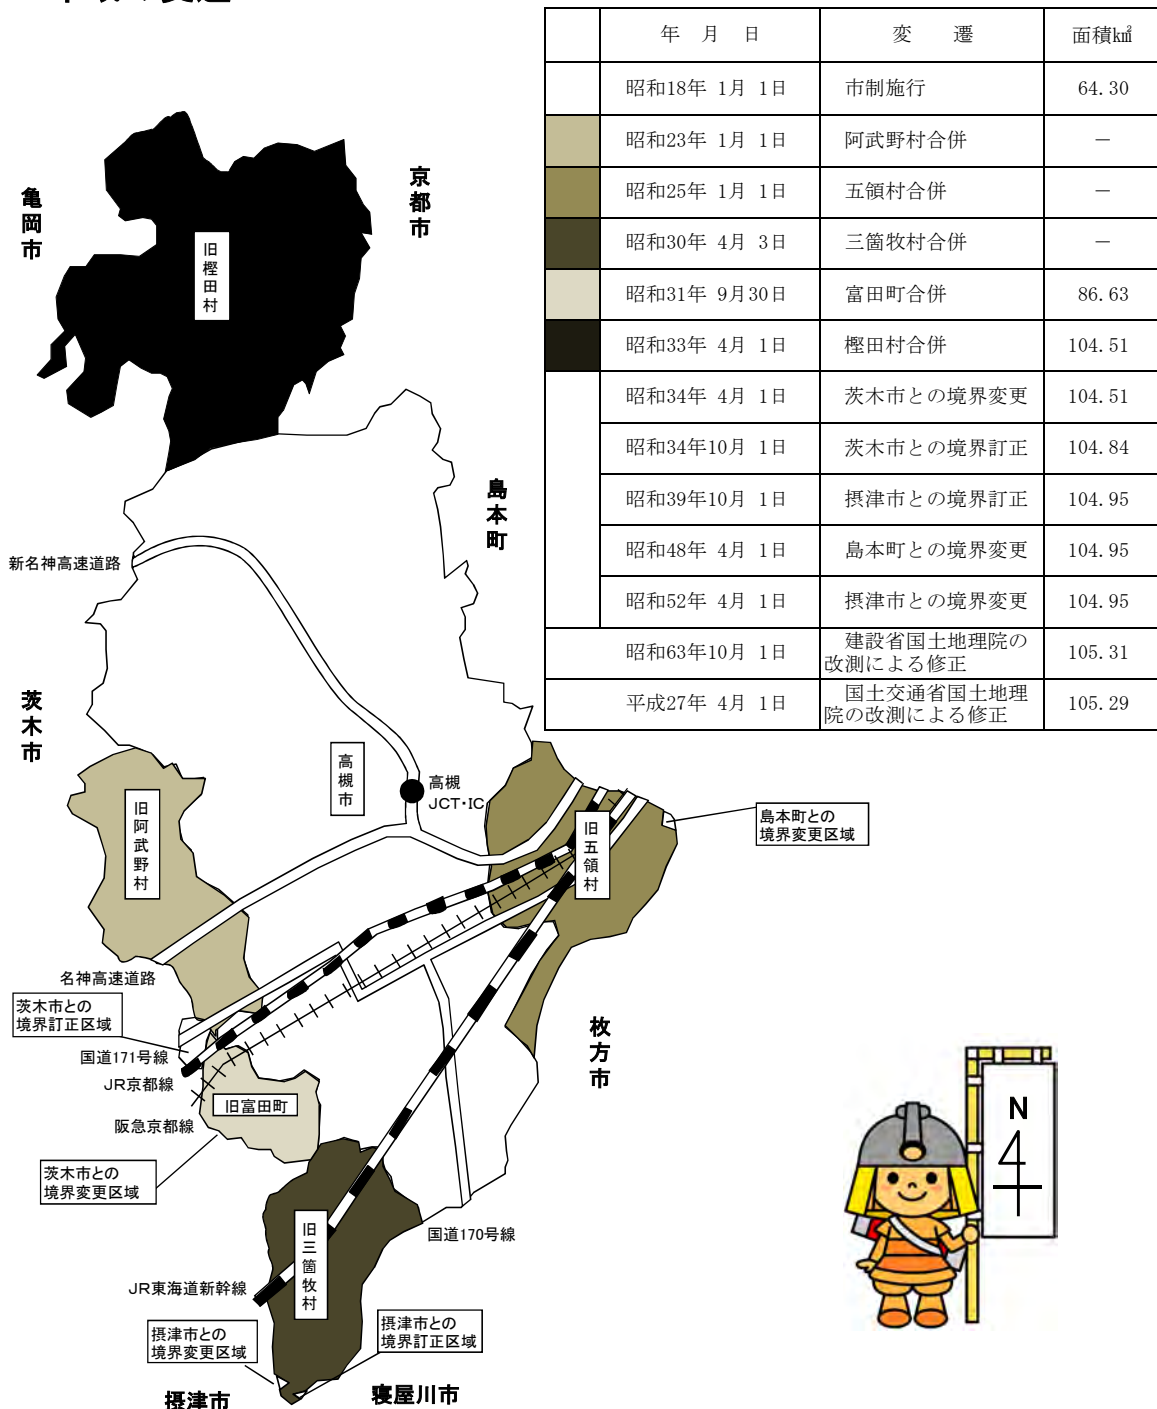 年　月　日　変　遷　面積k㎡
昭和18年 1月 1日　市制施行　64.30
昭和23年 1月 1日　阿武野村合併　－
昭和25年 1月 1日　五領村合併　－
昭和30年 4月 3日　三箇牧村合併　－
昭和31年 9月30日　富田町合併　86.63
昭和33年 4月 1日　樫田村合併　104.51
昭和34年 4月 1日　茨木市との境界変更　104.51
昭和34年10月 1日　茨木市との境界訂正　104.84
昭和39年10月 1日　摂津市との境界訂正　104.95
昭和48年 4月 1日　島本町との境界変更　104.95
昭和52年 4月 1日　摂津市との境界変更　104.95
昭和63年10月 1日　建設省国土地理院の
改測による修正　105.31
平成27年 4月 1日　国土交通省国土地理
院の改測による修正　105.29
亀岡市
京都市
旧樫田村
島本町
新名神高速道路
茨木市
高槻市
高槻
JCT・IC
旧阿武野村
旧五領村
島本町との
境界変更区域
名神高速道路
茨木市との
境界訂正区域
国道171号線
JR京都線
旧富田町
阪急京都線
枚方市
茨木市との
境界変更区域
国道170号線
旧三箇牧村
JR東海道新幹線
摂津市との
境界変更区域
摂津市との
境界訂正区域
摂津市
寝屋川市
N